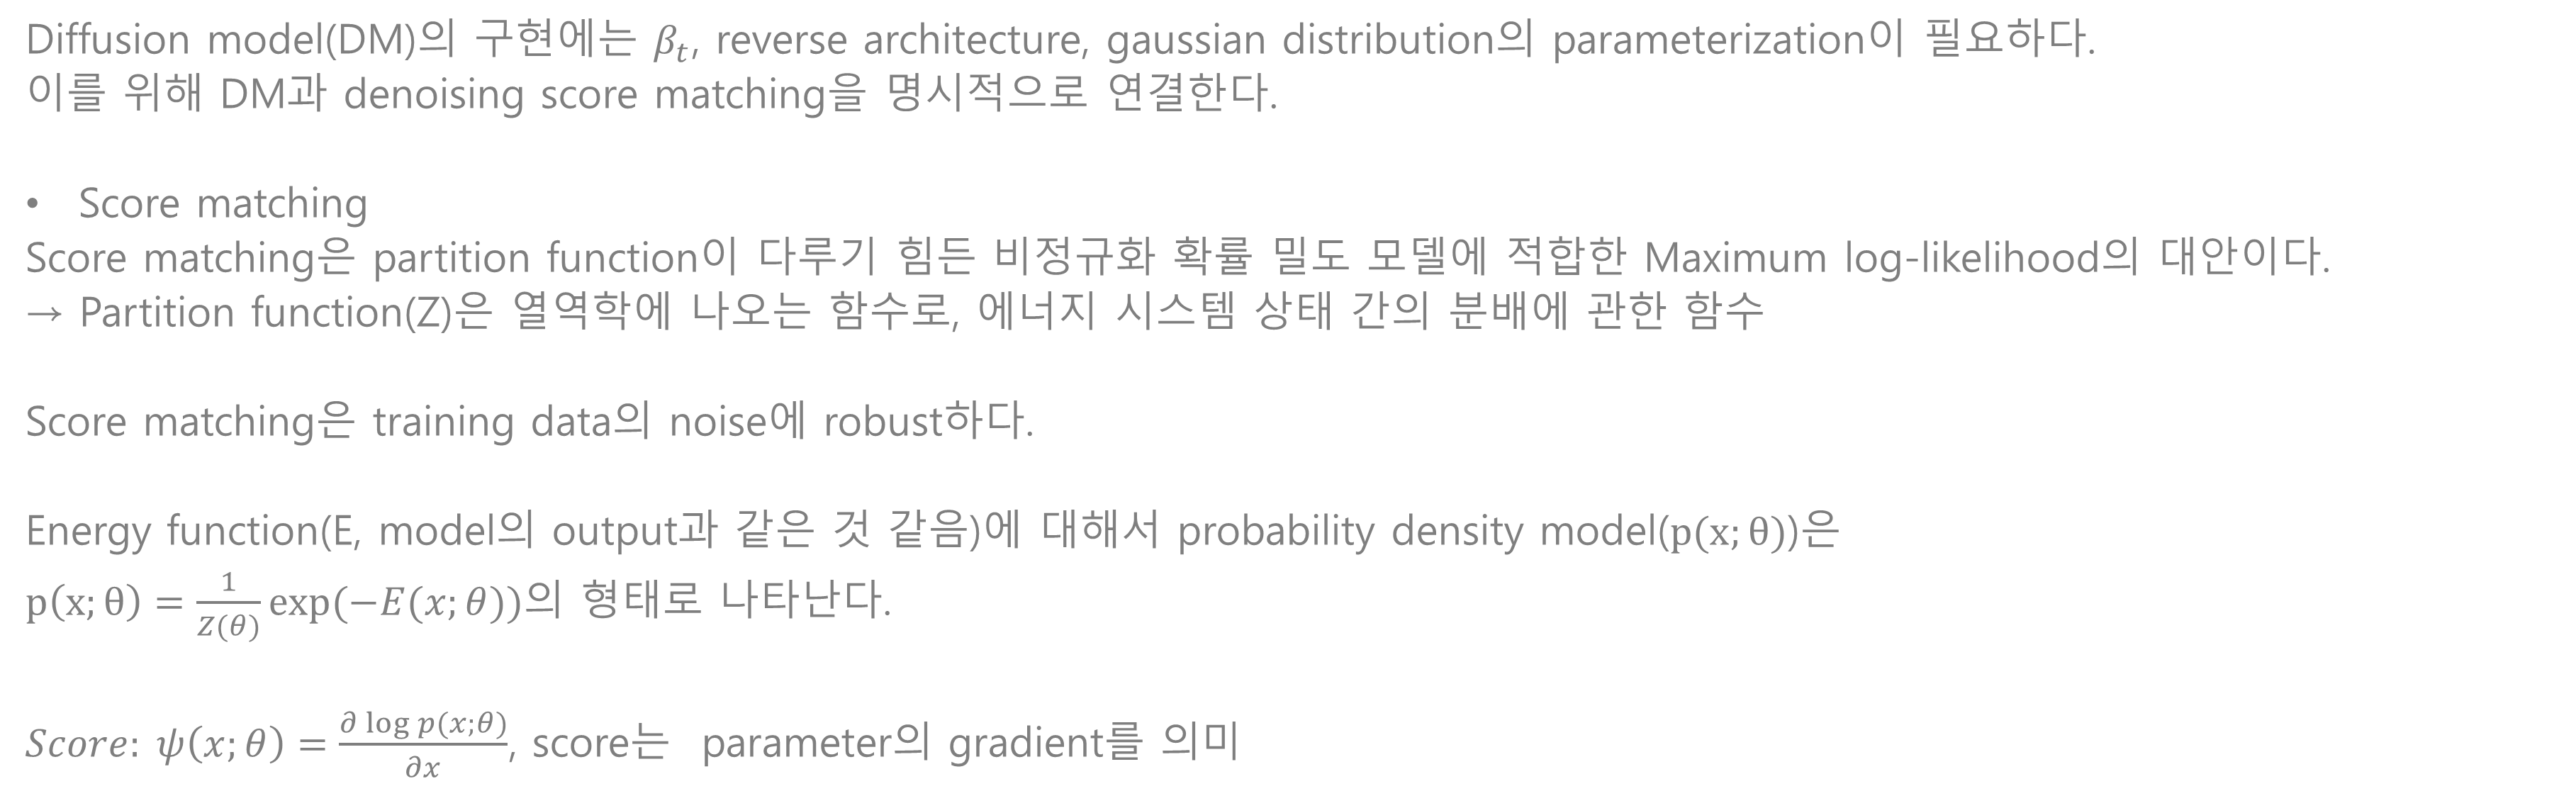 Diffusion model(DM)의 구현에는 β_t, reverse architecture, gaussian distribution의 parameterization이 필요하다.
이를 위해 DM과 denoising score matching을 명시적으로 연결한다.
• Score matching
Score matching은 partition function이 다루기 힘든 비정규화 확률 밀도 모델에 적합한 Maximum log-likelihood의 대안이다.
→ Partition function(Z)은 열역학에 나오는 함수로, 에너지 시스템 상태 간의 분배에 관한 함수
Score matching은 training data의 noise에 robust하다.
Energy function(E, model의 output과 같은 것 같음)에 대해서 probability density model(p(x; θ))은
p(x; θ) = 1/Z(θ) exp(−E(x; θ))의 형태로 나타난다.
Score: ψ(x; θ) = ∂ log p(x;θ)/∂x, score는 parameter의 gradient를 의미